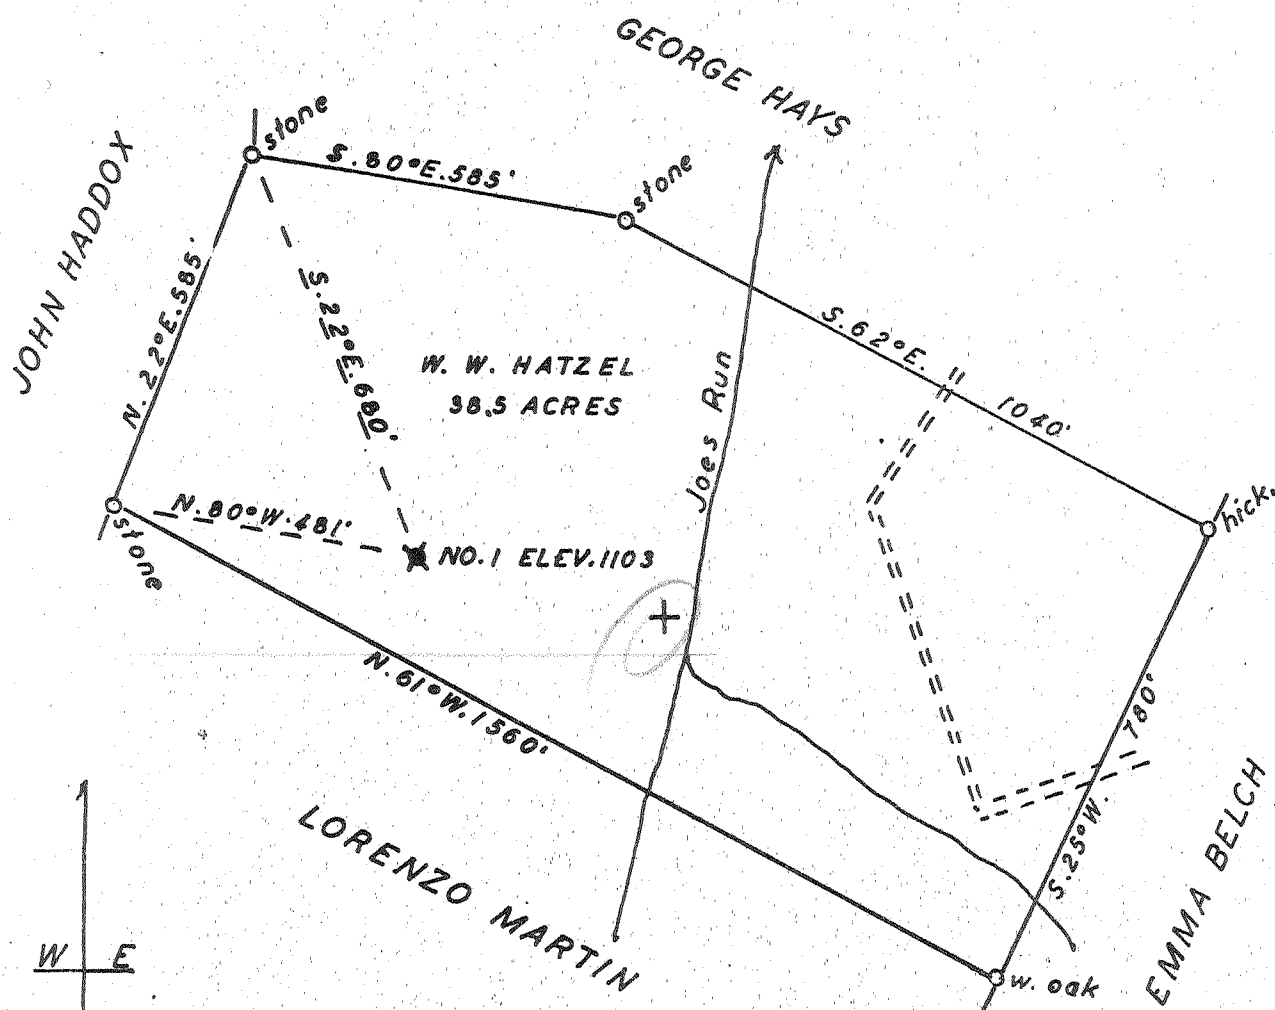 GEORGE HAYS
stone
S.80°E.585'
stone
JOHN HADDOX
N.22°E.585'
S.22°E.680'
W. W. HATZEL
38.5 ACRES
Joes Run
S.62°E. 1040'
hick.
N.80°W.481'
stone
NO.1 ELEV.1103
N.61°W.1560'
S.25°W. 780'
LORENZO MARTIN
EMMA BELCH
W E
w. oak